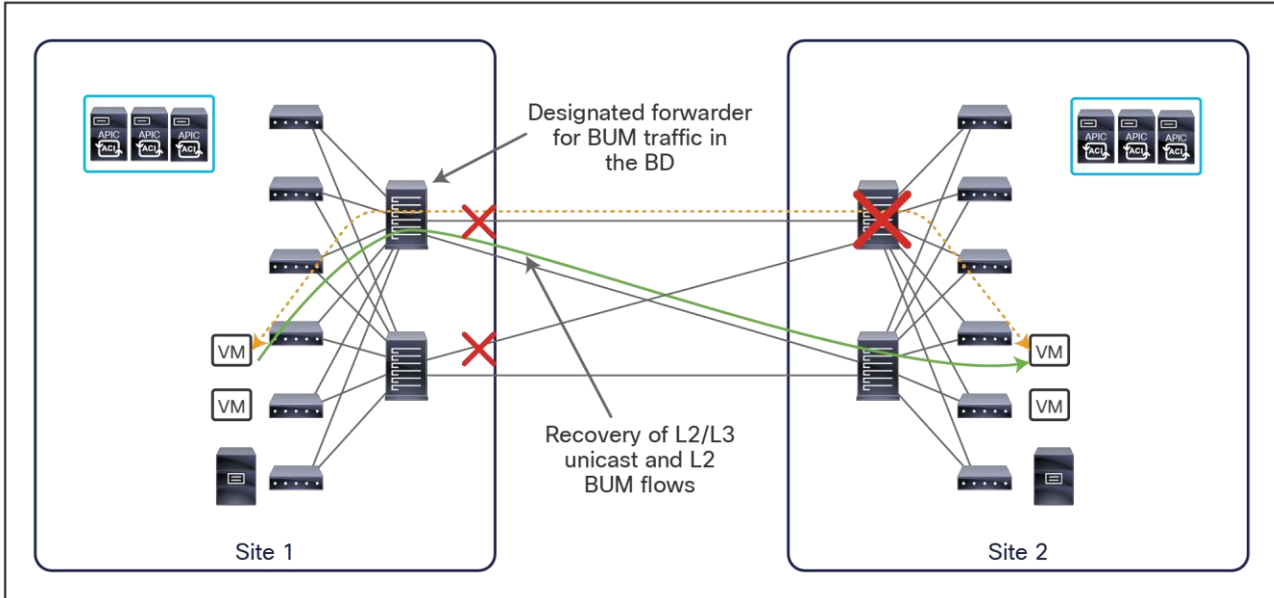 Designated forwarder
for BUM traffic in
the BD
APIC
APIC
APIC
ACI
ACI
ACI
APIC
APIC
APIC
ACI
ACI
ACI
VM
VM
VM
VM
Recovery of L2/L3
unicast and L2
BUM flows
Site 1
Site 2